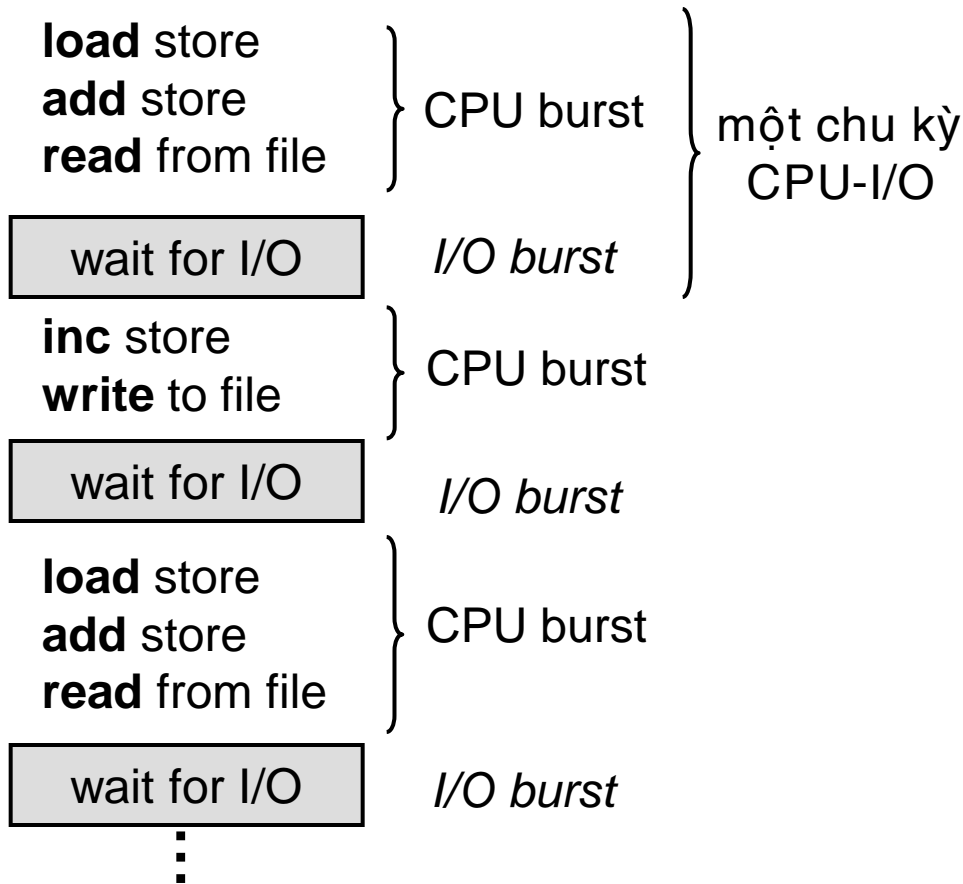 load store
add store
read from file
CPU burst
một chu kỳ
CPU-I/O
wait for I/O
I/O burst
inc store
write to file
CPU burst
wait for I/O
I/O burst
load store
add store
read from file
CPU burst
wait for I/O
I/O burst